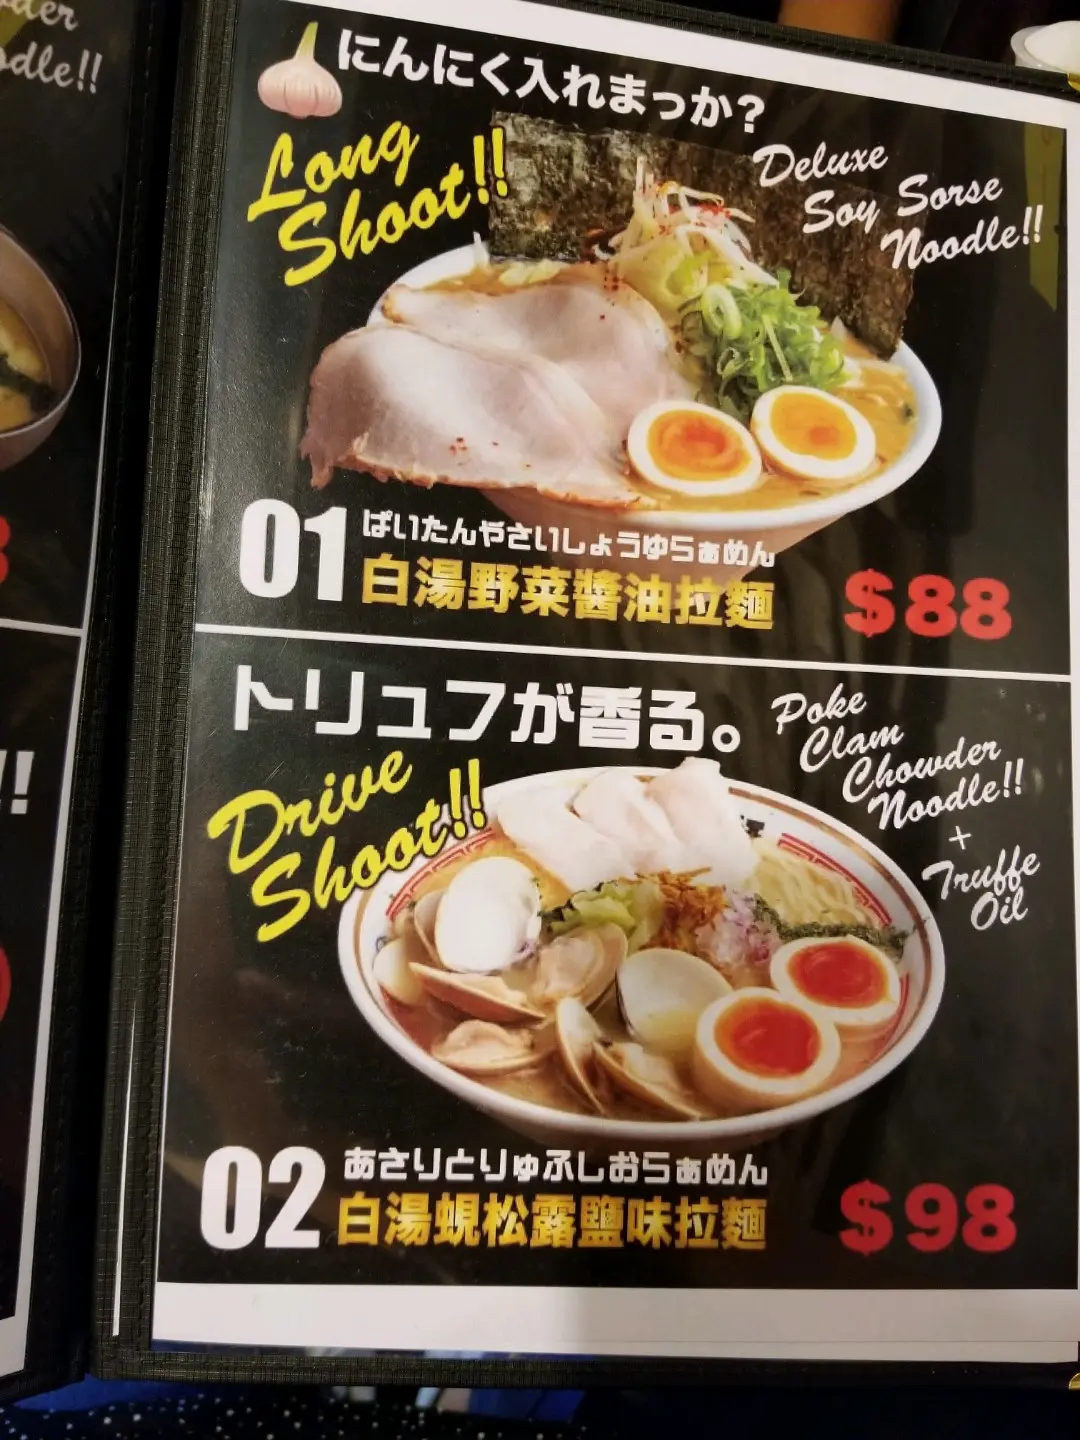 oodle!!
にんにく入れまっか?
Long
Shoot!!
Deluxe
Soy Sorse
Noodle!!
01
ぱいたんやさいしょうゆらぁめん
白湯野菜醬油拉麵
$88
トリュフが香る。
Drive
Shoot!!
Poke
Clam
Chowder
Noodle!!
+
Truffe
Oil
02
あさりとりゅふしおらぁめん
白湯蜆松露鹽味拉麵
$98
!!